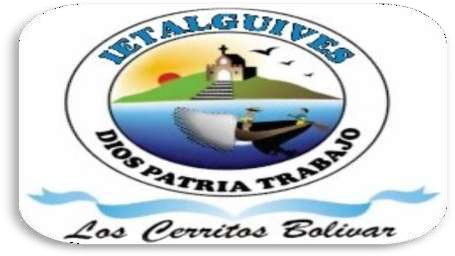 IETALGUIVES
DIOS PATRIA TRABAJO
Los Cerritos Bolivar